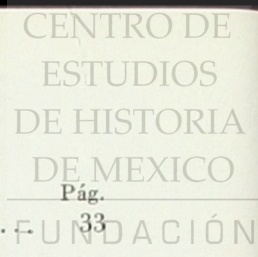 CENTRO DE
ESTUDIOS
DE HISTORIA
DE MEXICO
Pág.
... 33
FUNDACIÓN